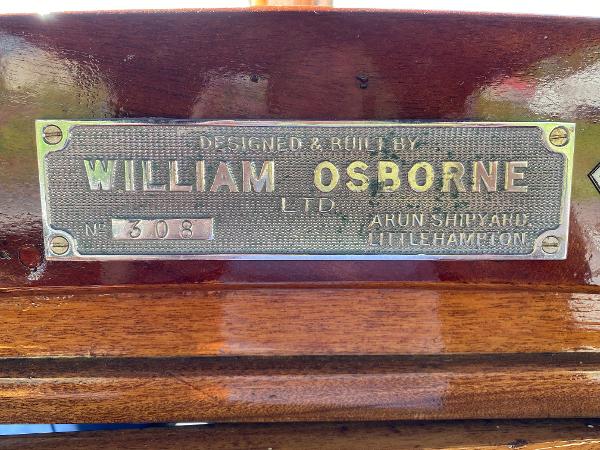 DESIGNED & BUILT BY
WILLIAM OSBORNE
LTD.
No 308
ARUN SHIPYARD.
LITTLEHAMPTON.